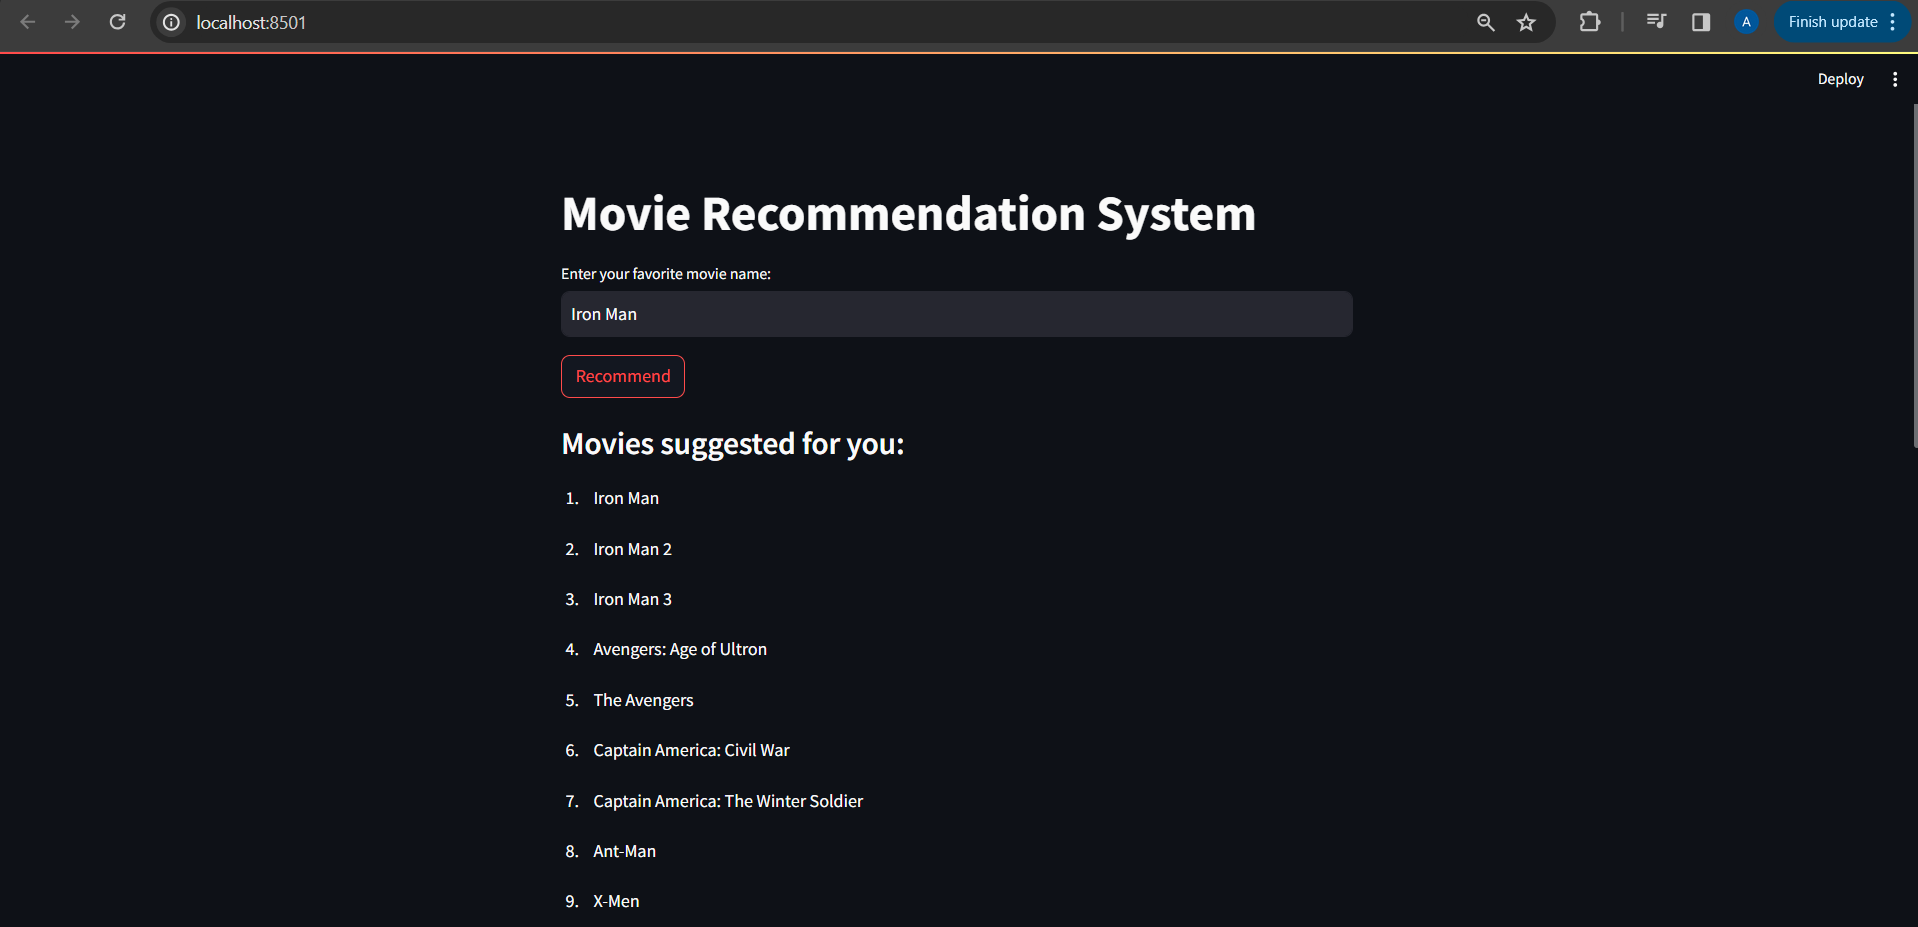 localhost:8501
A
Finish update
Deploy
Movie Recommendation System
Enter your favorite movie name:
Iron Man
Recommend
Movies suggested for you:
1. Iron Man
2. Iron Man 2
3. Iron Man 3
4. Avengers: Age of Ultron
5. The Avengers
6. Captain America: Civil War
7. Captain America: The Winter Soldier
8. Ant-Man
9. X-Men